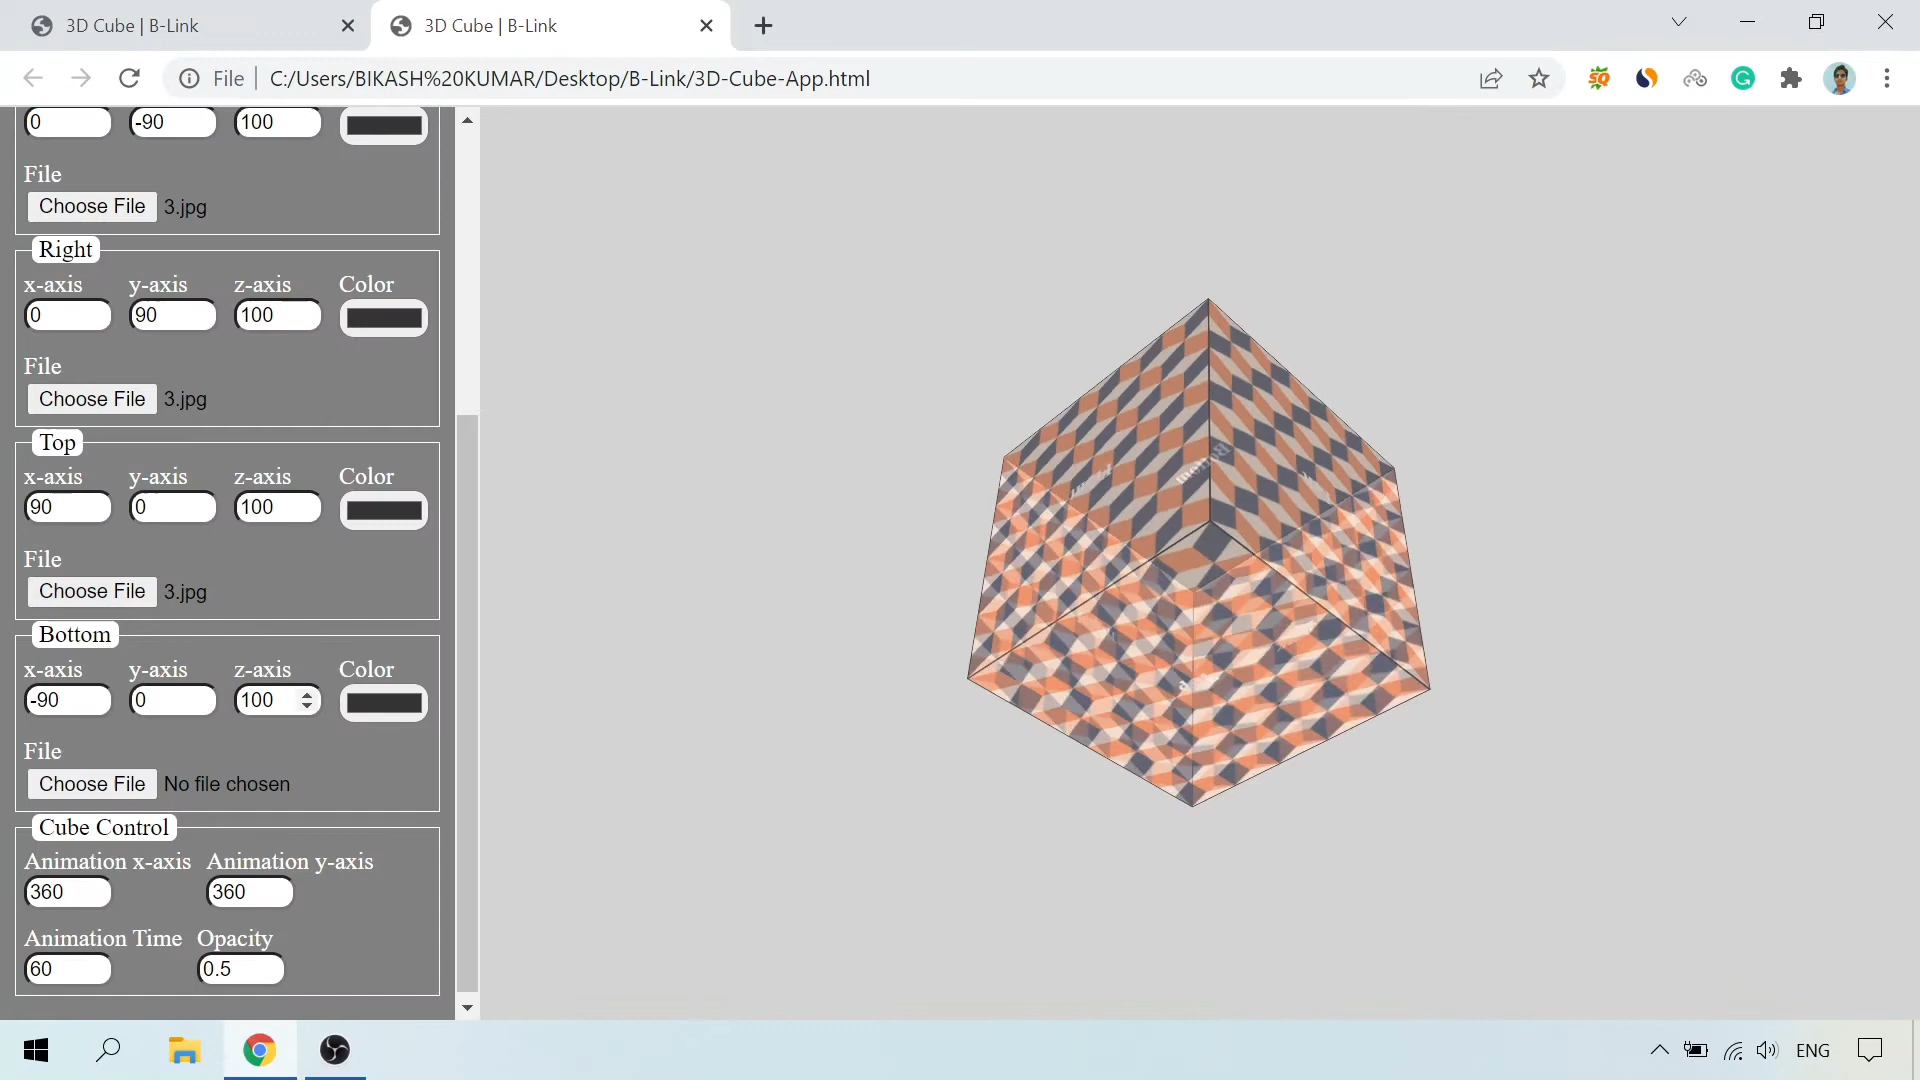 3D Cube | B-Link
3D Cube | B-Link
File
C:/Users/BIKASH%20KUMAR/Desktop/B-Link/3D-Cube-App.html
0 -90 100
File
Choose File 3.jpg
Right
x-axis y-axis z-axis Color
0 90 100
File
Choose File 3.jpg
Top
x-axis y-axis z-axis Color
90 0 100
File
Choose File 3.jpg
Bottom
x-axis y-axis z-axis Color
-90 0 100
File
Choose File No file chosen
Cube Control
Animation x-axis Animation y-axis
360 360
Animation Time Opacity
60 0.5
Bottom
ENG